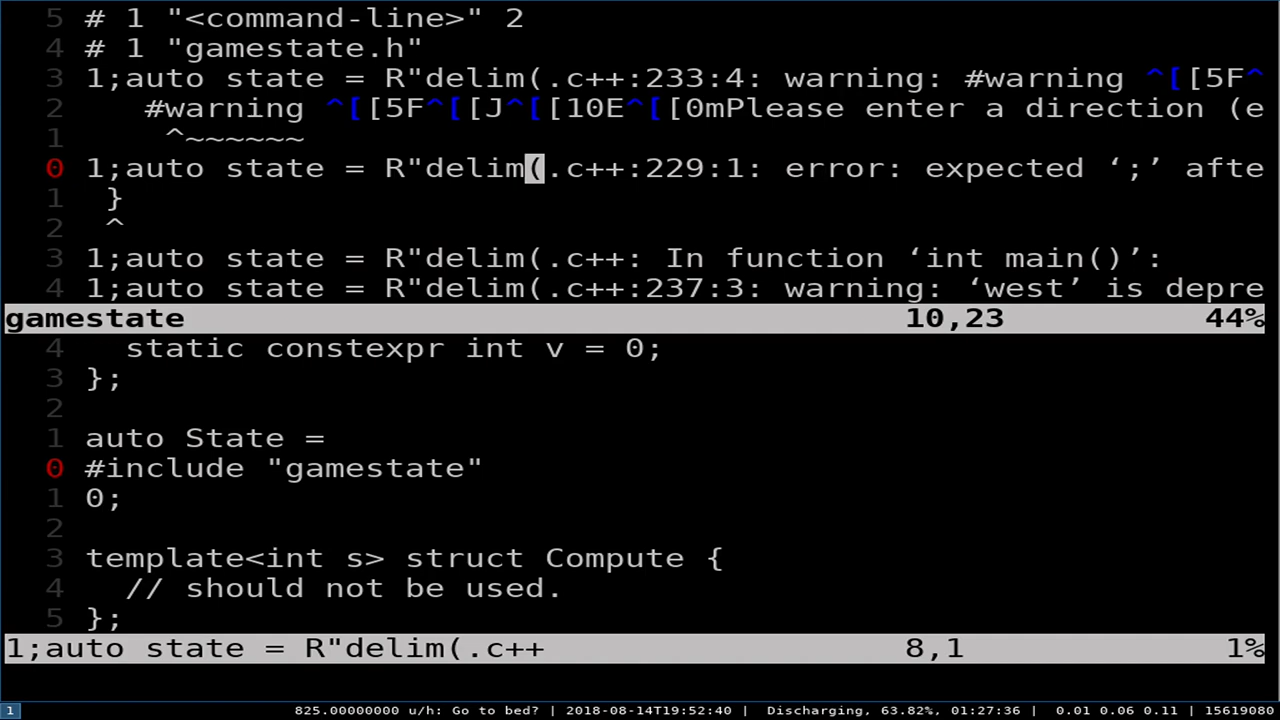 5 # 1 "<command-line>" 2
4 # 1 "gamestate.h"
3 1;auto state = R"delim(.c++:233:4: warning: #warning ^[[5F^
2    #warning ^[[5F^[[J^[[10E^[[0mPlease enter a direction (e
1     ^~~~~~~
0 1;auto state = R"delim(.c++:229:1: error: expected ‘;’ afte
1  }
2  ^
3 1;auto state = R"delim(.c++: In function ‘int main()’:
4 1;auto state = R"delim(.c++:237:3: warning: ‘west’ is depre
gamestate 10,23 44%
4   static constexpr int v = 0;
3 };
2
1 auto State =
0 #include "gamestate"
1 0;
2
3 template<int s> struct Compute {
4   // should not be used.
5 };
1;auto state = R"delim(.c++ 8,1 1%
1 825.00000000 u/h: Go to bed? | 2018-08-14T19:52:40 | Discharging, 63.82%, 01:27:36 | 0.01 0.06 0.11 | 15619080